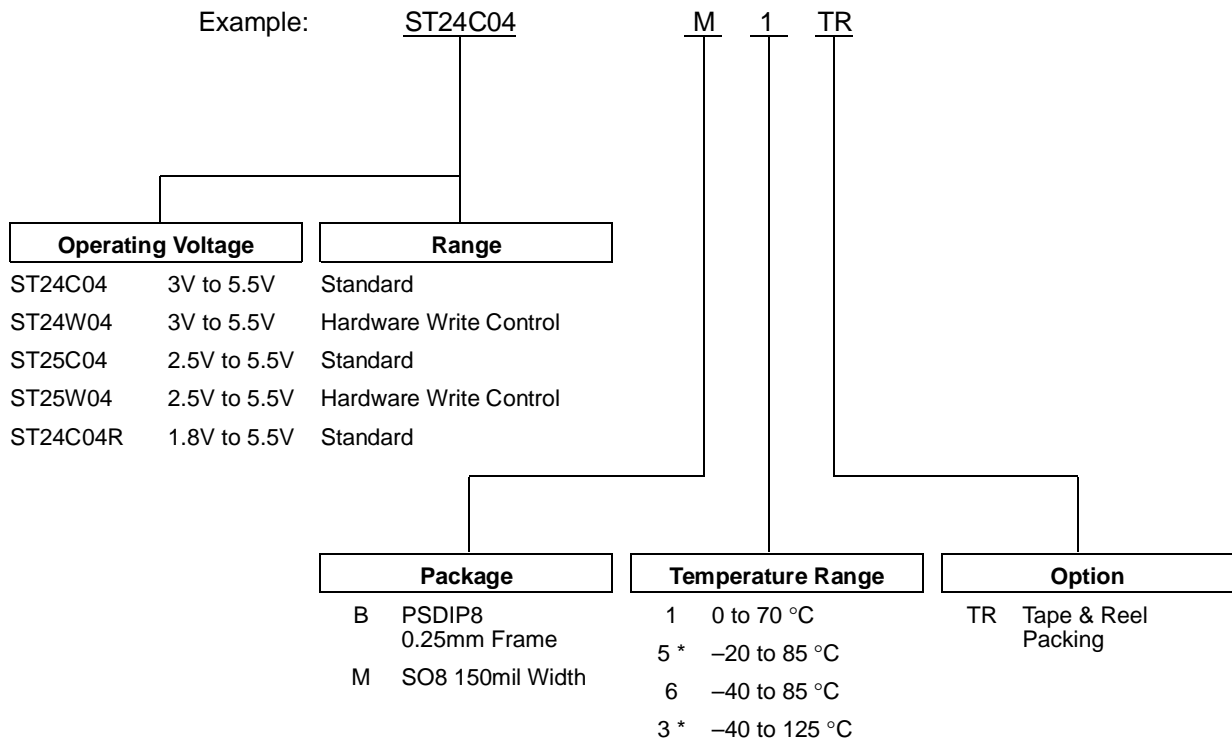 Example: ST24C04 M 1 TR
Operating Voltage Range
ST24C04 3V to 5.5V Standard
ST24W04 3V to 5.5V Hardware Write Control
ST25C04 2.5V to 5.5V Standard
ST25W04 2.5V to 5.5V Hardware Write Control
ST24C04R 1.8V to 5.5V Standard
Package
B PSDIP8
0.25mm Frame
M SO8 150mil Width
Temperature Range
1 0 to 70 °C
5 * –20 to 85 °C
6 –40 to 85 °C
3 * –40 to 125 °C
Option
TR Tape & Reel
Packing